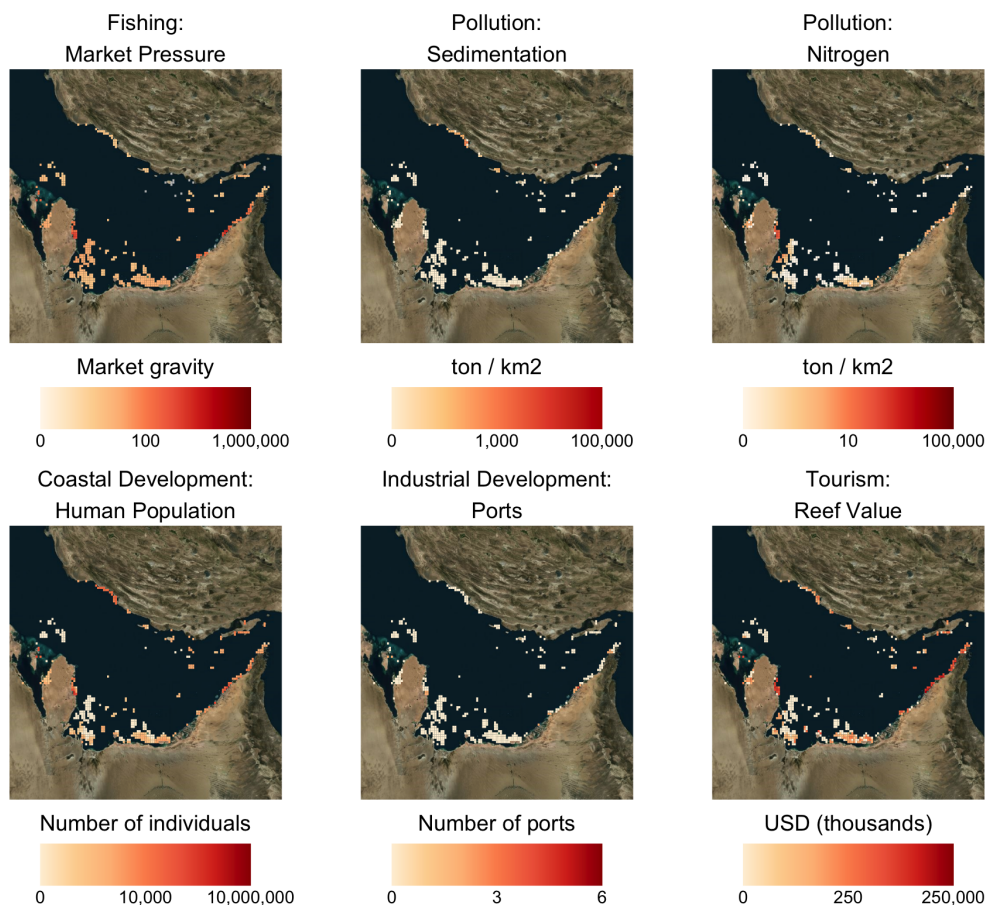 Fishing:
Market Pressure
Pollution:
Sedimentation
Pollution:
Nitrogen
Market gravity
0 100 1,000,000
ton / km2
0 1,000 100,000
ton / km2
0 10 100,000
Coastal Development:
Human Population
Industrial Development:
Ports
Tourism:
Reef Value
Number of individuals
0 10,000 10,000,000
Number of ports
0 3 6
USD (thousands)
0 250 250,000